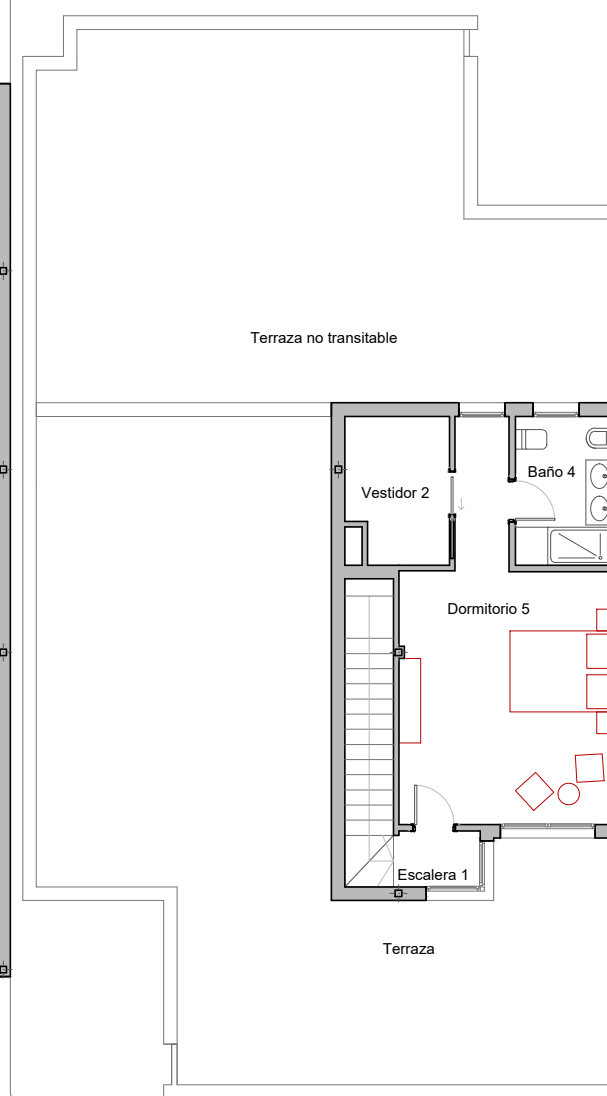 Terraza no transitable
Baño 4
Vestidor 2
Dormitorio 5
Escalera 1
Terraza